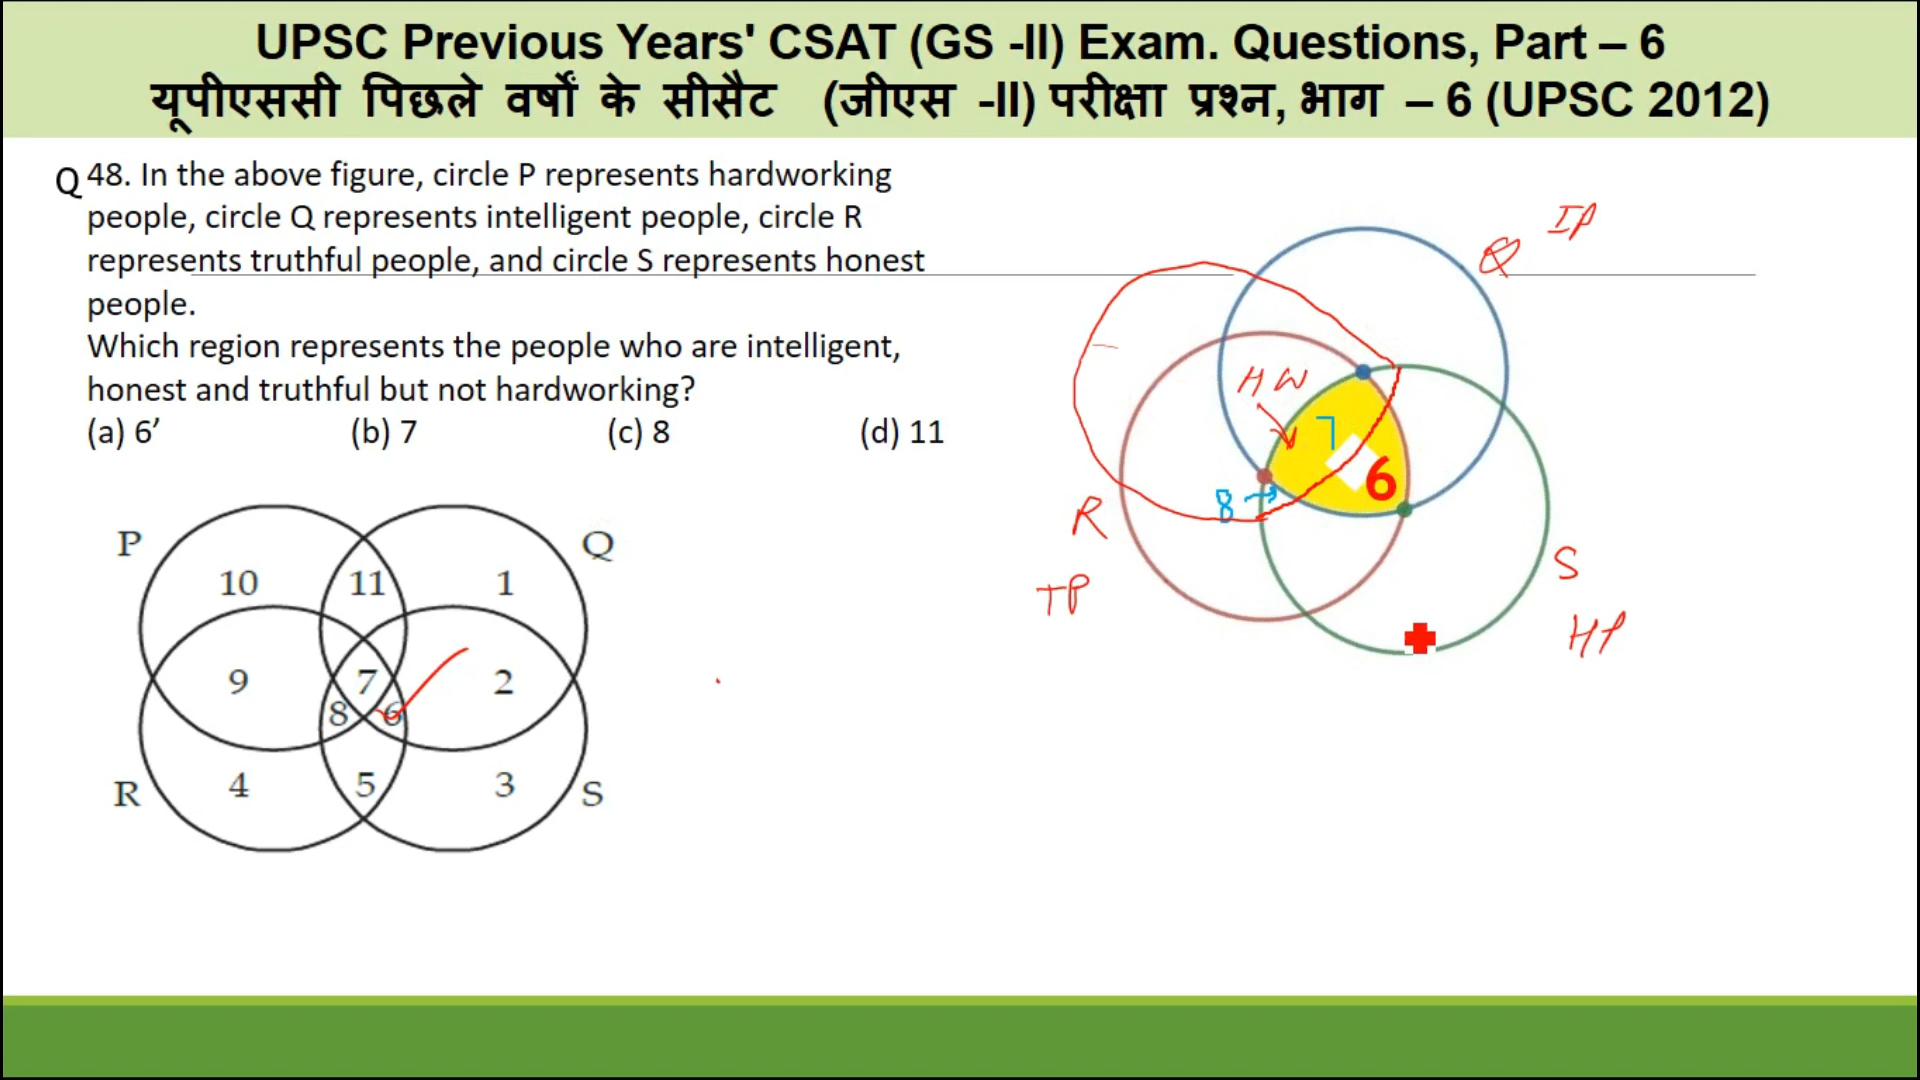 UPSC Previous Years' CSAT (GS -II) Exam. Questions, Part – 6
यूपीएससी पिछले वर्षों के सीसैट (जीएस -II) परीक्षा प्रश्न, भाग – 6 (UPSC 2012)
Q 48. In the above figure, circle P represents hardworking
people, circle Q represents intelligent people, circle R
represents truthful people, and circle S represents honest
people.
Which region represents the people who are intelligent,
honest and truthful but not hardworking?
(a) 6’ (b) 7 (c) 8 (d) 11
P Q
10 11 1
9 7 2
8 6
4 5 3
R S
IP
Q
HW
7
6
8
R
S
TP
HP